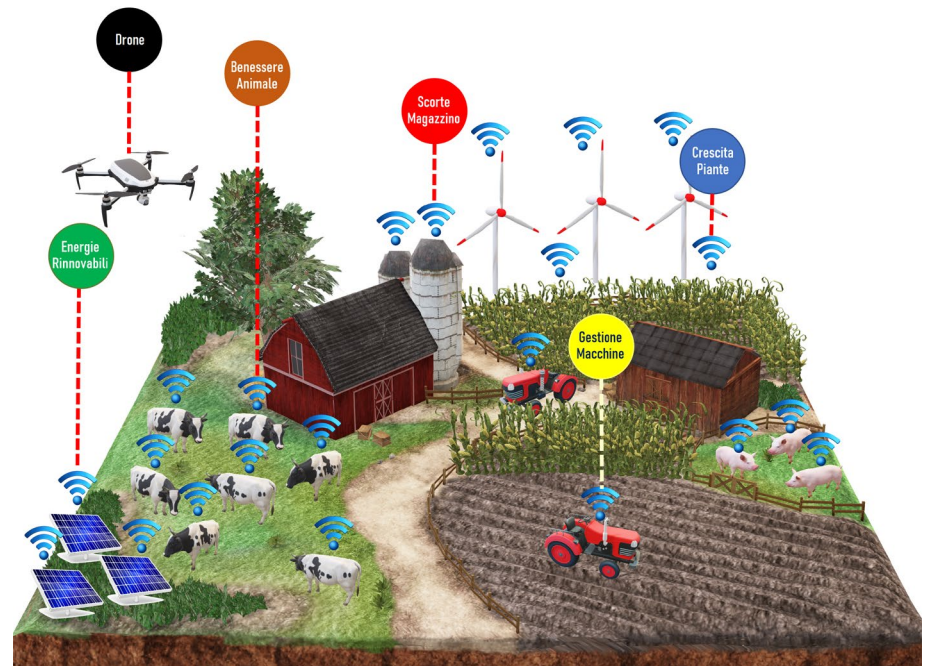 Drone
Benessere
Animale
Scorte
Magazzino
Crescita
Piante
Energie
Rinnovabili
Gestione
Macchine